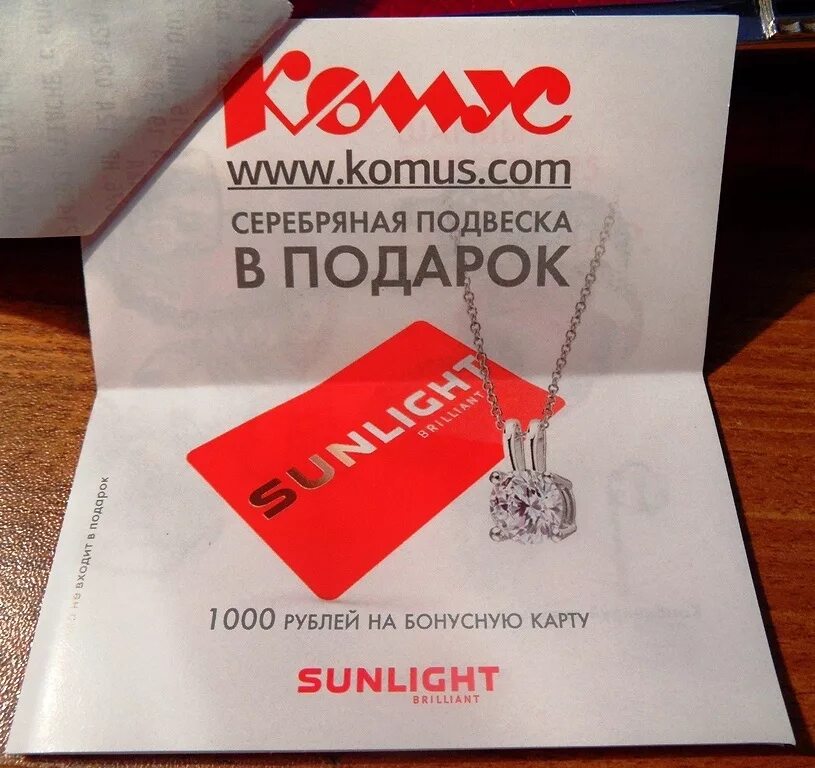 Комус
www.komus.com
СЕРЕБРЯНАЯ ПОДВЕСКА
В ПОДАРОК
SUNLIGHT
BRILLIANT
не входит в подарок
1000 РУБЛЕЙ НА БОНУСНУЮ КАРТУ
SUNLIGHT
BRILLIANT